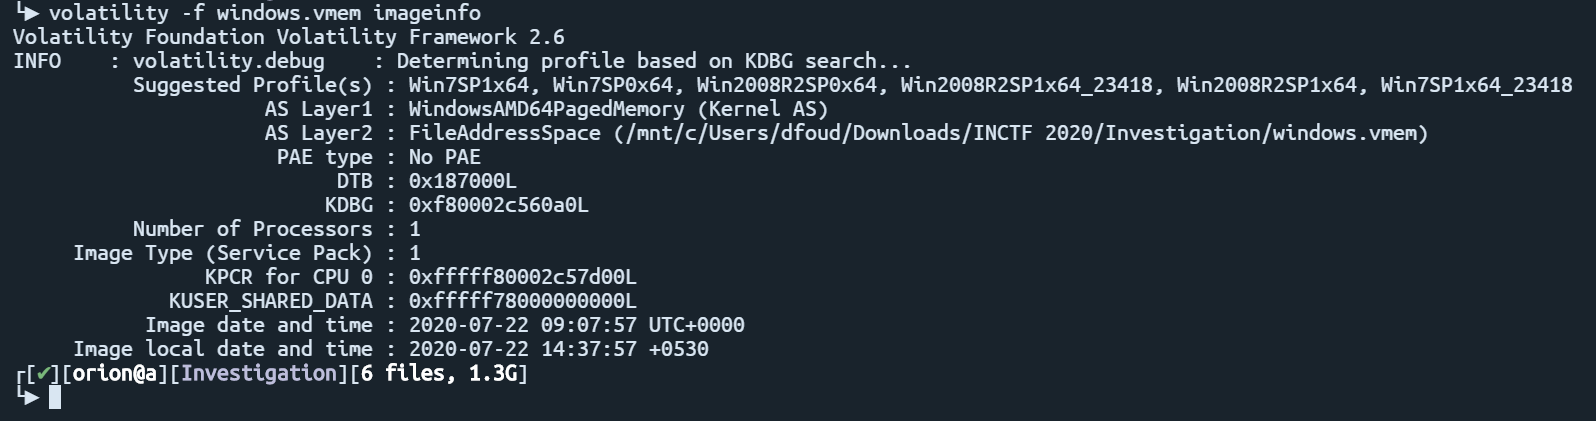 └► volatility -f windows.vmem imageinfo
Volatility Foundation Volatility Framework 2.6
INFO    : volatility.debug    : Determining profile based on KDBG search...
          Suggested Profile(s) : Win7SP1x64, Win7SP0x64, Win2008R2SP0x64, Win2008R2SP1x64_23418, Win2008R2SP1x64, Win7SP1x64_23418
                     AS Layer1 : WindowsAMD64PagedMemory (Kernel AS)
                     AS Layer2 : FileAddressSpace (/mnt/c/Users/dfoud/Downloads/INCTF 2020/Investigation/windows.vmem)
                      PAE type : No PAE
                           DTB : 0x187000L
                          KDBG : 0xf80002c560a0L
          Number of Processors : 1
     Image Type (Service Pack) : 1
                KPCR for CPU 0 : 0xfffff80002c57d00L
             KUSER_SHARED_DATA : 0xfffff78000000000L
           Image date and time : 2020-07-22 09:07:57 UTC+0000
     Image local date and time : 2020-07-22 14:37:57 +0530
┌[✔][orion@a][Investigation][6 files, 1.3G]
└►